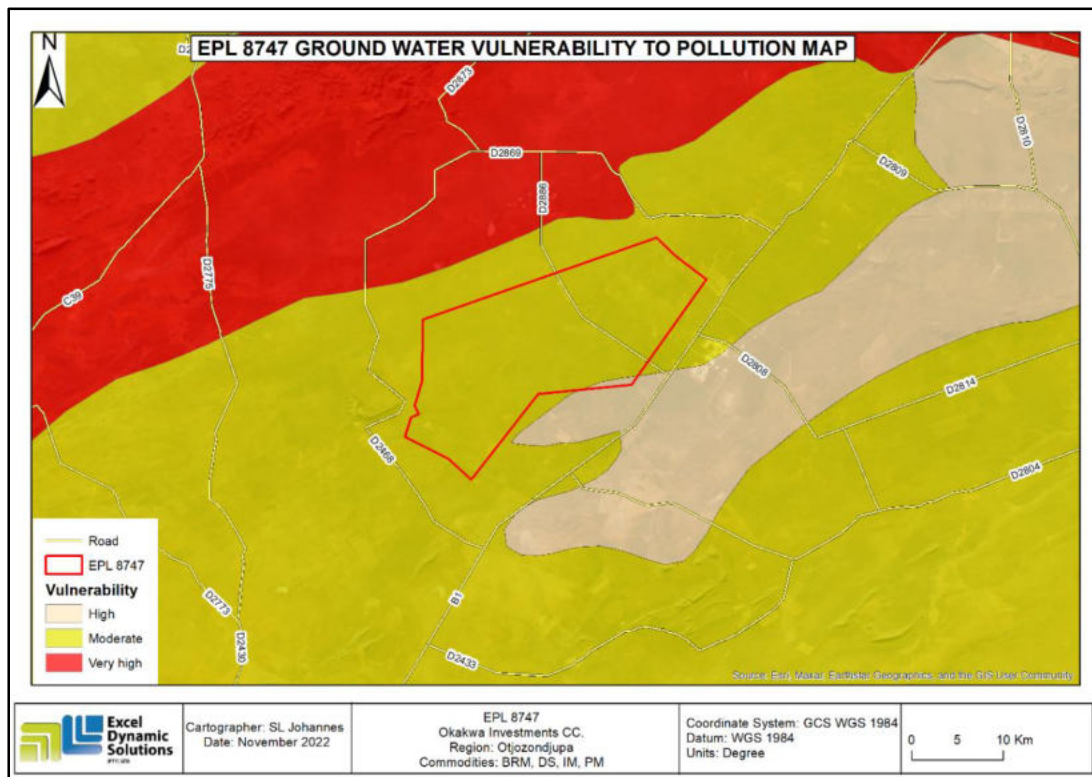 EPL 8747 GROUND WATER VULNERABILITY TO POLLUTION MAP
N
D2873
D2869
D2886
D2810
D2809
D2775
C39
D2808
D2814
D2468
D2804
B1
D2773
D2430
D2433
Road
EPL 8747
Vulnerability
High
Moderate
Very high
Source: Esri, Maxar, Earthstar Geographics, and the GIS User Community
Excel
Dynamic
Solutions
Cartographer: SL Johannes
Date: November 2022
EPL 8747
Okakwa Investments CC.
Region: Otjozondjupa
Commodities: BRM, DS, IM, PM
Coordinate System: GCS WGS 1984
Datum: WGS 1984
Units: Degree
0 5 10 Km